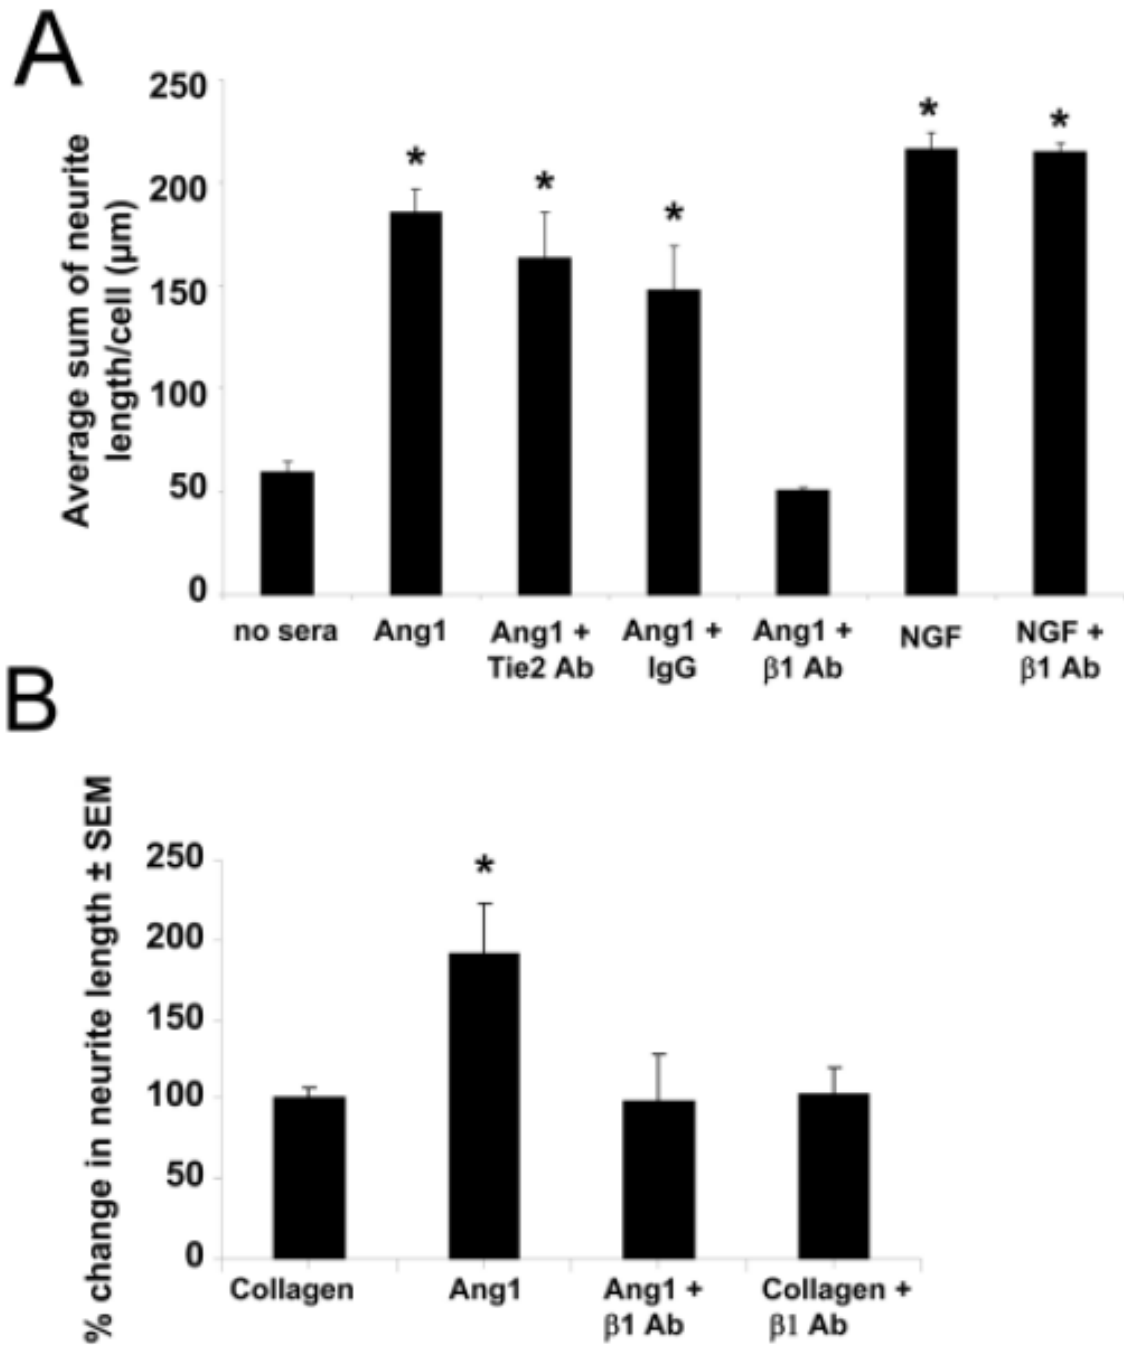 A
Average sum of neurite
length/cell (μm)
250
200
150
100
50
0
*
*
*
*
*
no sera
Ang1
Ang1 +
Tie2 Ab
Ang1 +
IgG
Ang1 +
β1 Ab
NGF
NGF +
β1 Ab
B
% change in neurite length ± SEM
250
200
150
100
50
0
*
Collagen
Ang1
Ang1 +
β1 Ab
Collagen +
β1 Ab